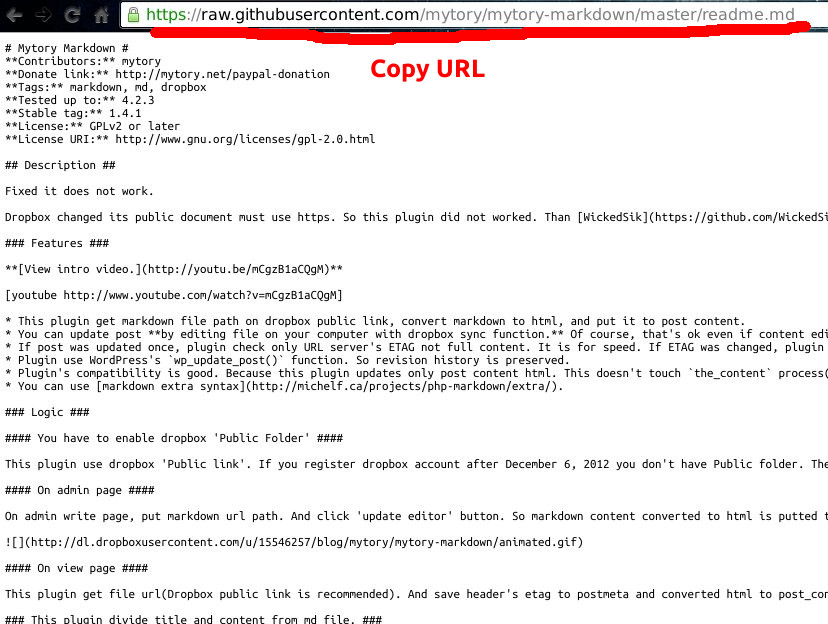 https://raw.githubusercontent.com/mytory/mytory-markdown/master/readme.md
Copy URL
# Mytory Markdown #
**Contributors:** mytory
**Donate link:** http://mytory.net/paypal-donation
**Tags:** markdown, md, dropbox
**Tested up to:** 4.2.3
**Stable tag:** 1.4.1
**License:** GPLv2 or later
**License URI:** http://www.gnu.org/licenses/gpl-2.0.html
## Description ##
Fixed it does not work.
Dropbox changed its public document must use https. So this plugin did not worked. Than [WickedSik](https://github.com/WickedSi
### Features ###
**[View intro video.](http://youtu.be/mCgzB1aCQgM)**
[youtube http://www.youtube.com/watch?v=mCgzB1aCQgM]
* This plugin get markdown file path on dropbox public link, convert markdown to html, and put it to post content.
* You can update post **by editing file on your computer with dropbox sync function.** Of course, that's ok even if content edi
* If post was updated once, plugin check only URL server's ETAG not full content. It is for speed. If ETAG was changed, plugin
* Plugin use WordPress's `wp_update_post()` function. So revision history is preserved.
* Plugin's compatibility is good. Because this plugin updates only post content html. This doesn't touch `the_content` process(
* You can use [markdown extra syntax](http://michelf.ca/projects/php-markdown/extra/).
### Logic ###
#### You have to enable dropbox 'Public Folder' ####
This plugin use dropbox 'Public link'. If you register dropbox account after December 6, 2012 you don't have Public folder. The
#### On admin page ####
On admin write page, put markdown url path. And click 'update editor' button. So markdown content converted to html is putted t
![](http://dl.dropboxusercontent.com/u/15546257/blog/mytory/mytory-markdown/animated.gif)
#### On view page ####
This plugin get file url(Dropbox public link is recommended). And save header's etag to postmeta and converted html to post_con
### This plugin divide title and content from md file. ###